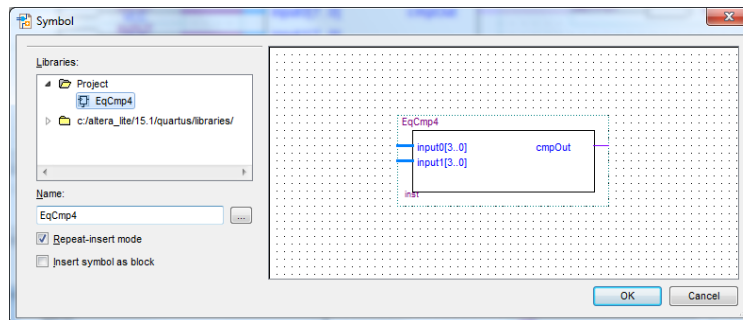 Symbol
Libraries:
Project
EqCmp4
c:/altera_lite/15.1/quartus/libraries/
Name:
EqCmp4
...
Repeat-insert mode
Insert symbol as block
EqCmp4
input0[3..0]
cmpOut
input1[3..0]
inst
OK
Cancel